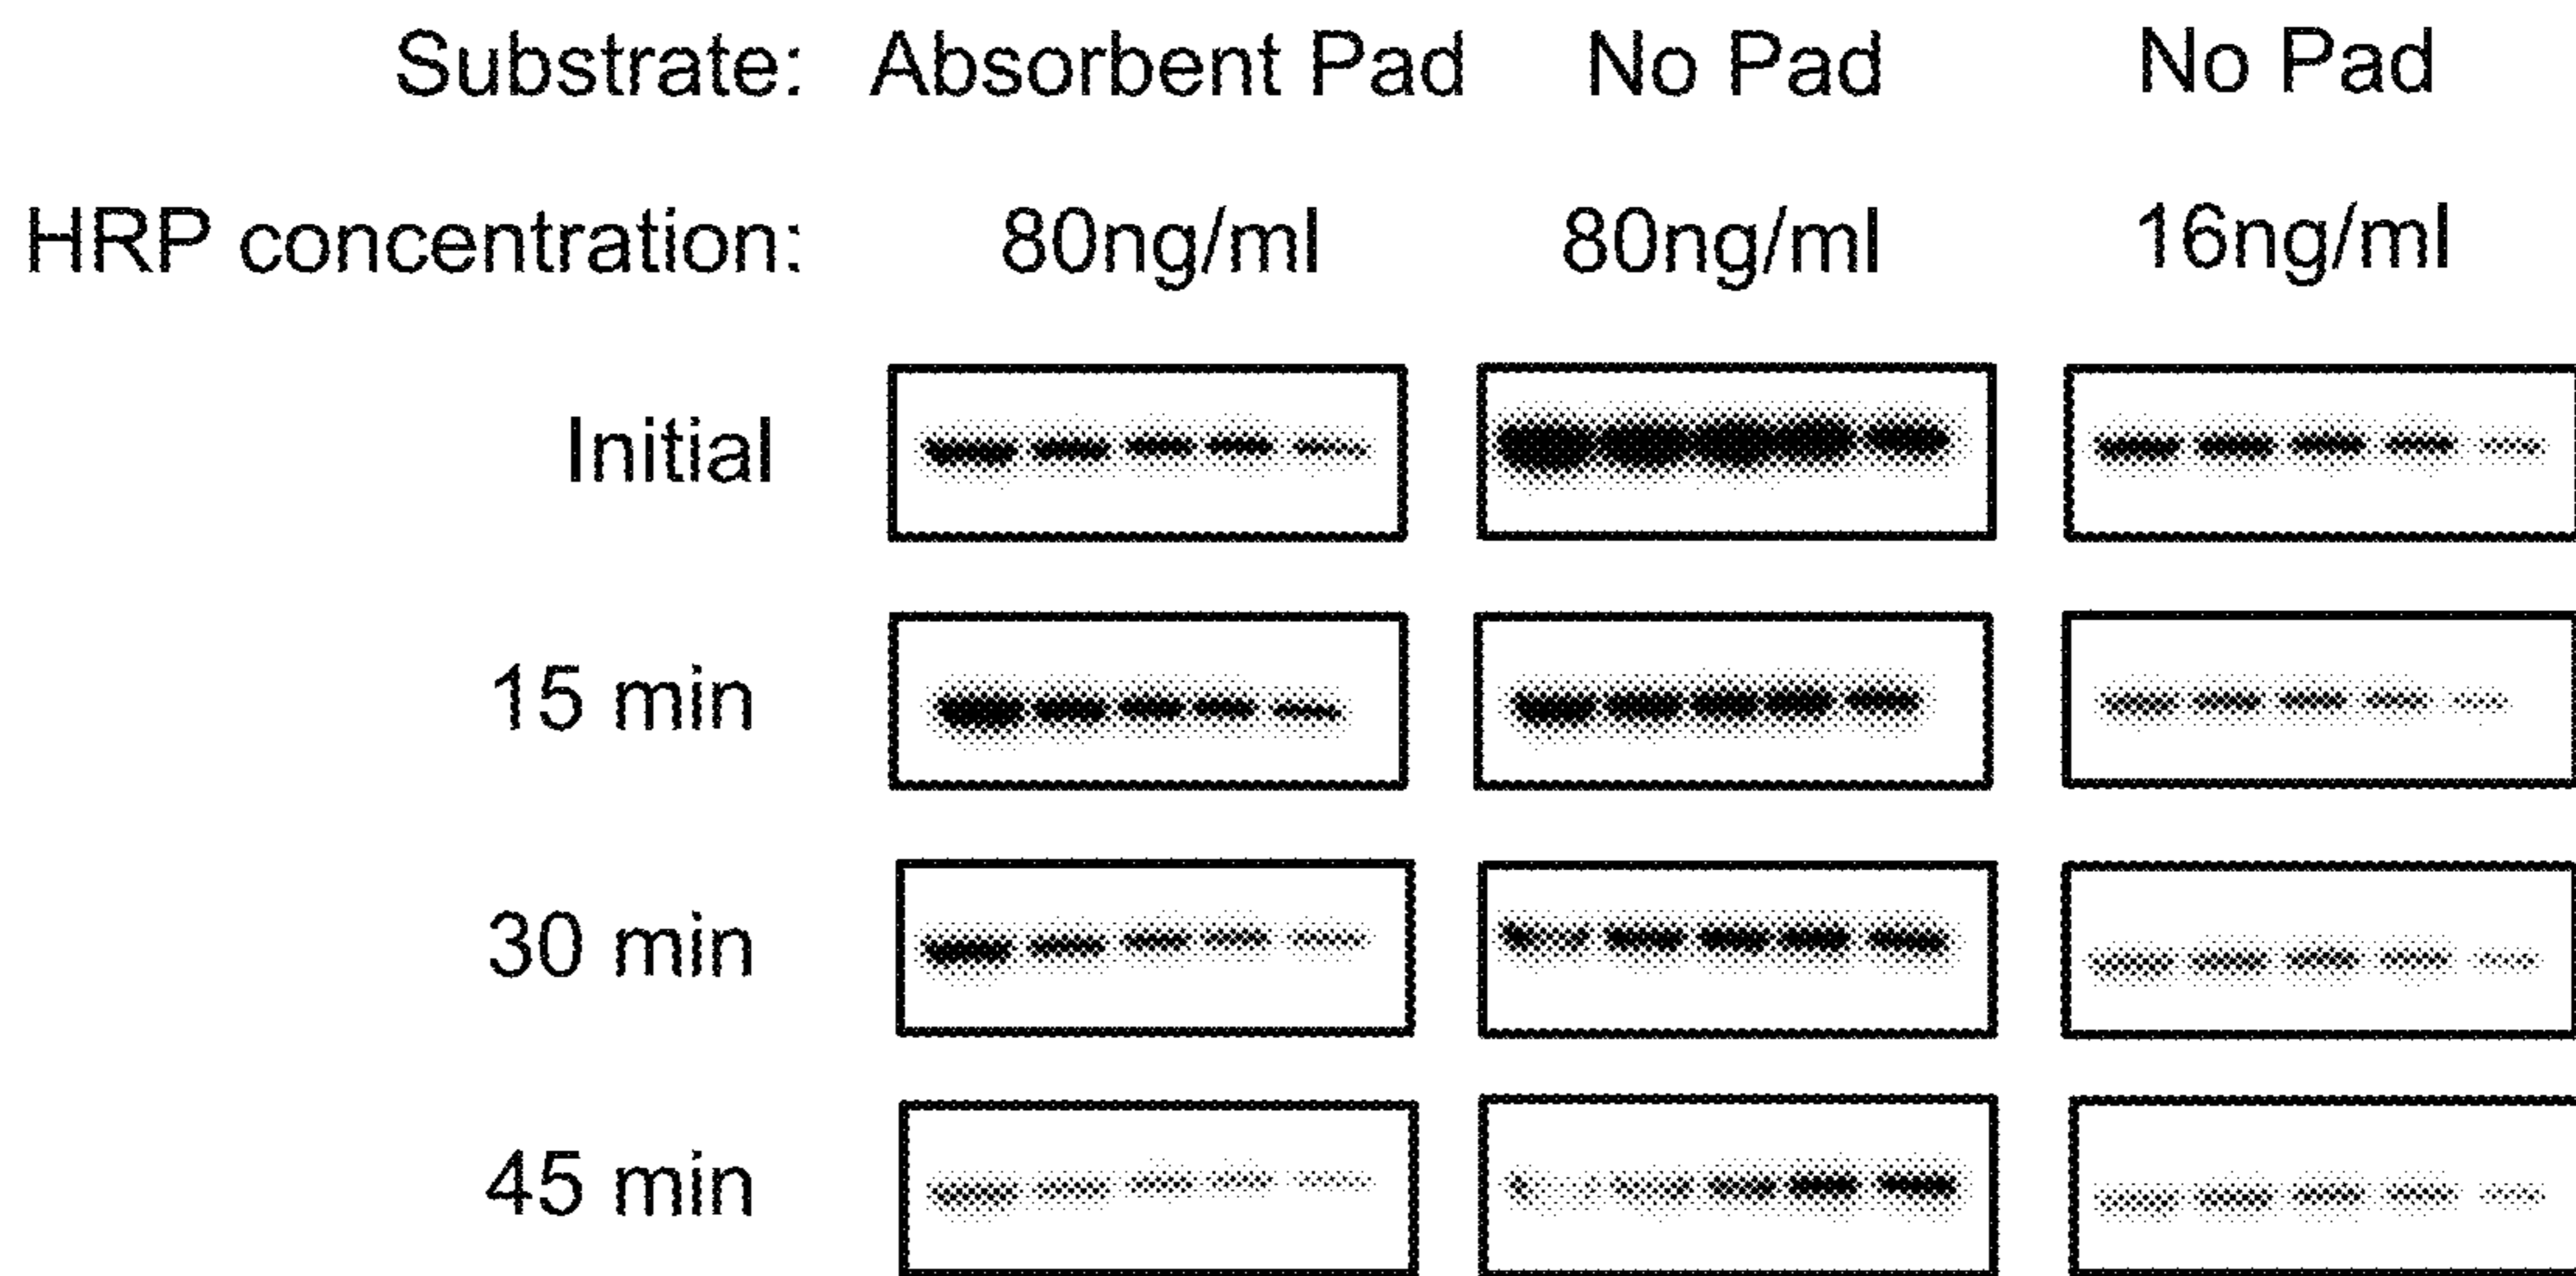 Substrate: Absorbent Pad No Pad No Pad
HRP concentration: 80ng/ml 80ng/ml 16ng/ml
Initial
15 min
30 min
45 min